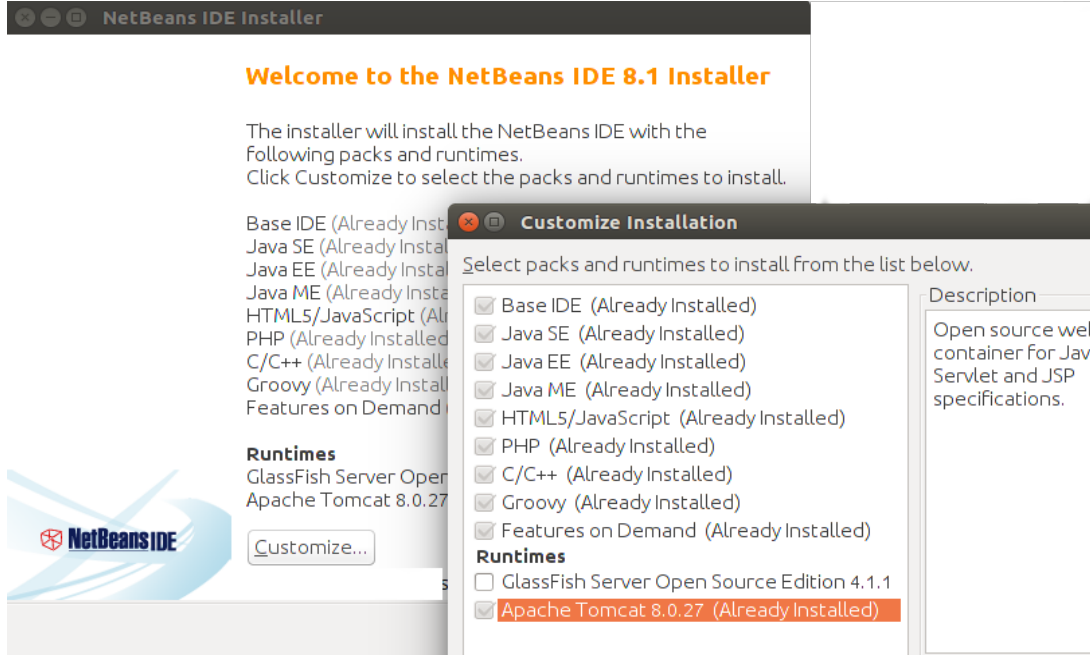 NetBeans IDE Installer
Welcome to the NetBeans IDE 8.1 Installer
The installer will install the NetBeans IDE with the
following packs and runtimes.
Click Customize to select the packs and runtimes to install.
Base IDE (Already Inst
Java SE (Already Instal
Java EE (Already Instal
Java ME (Already Insta
HTML5/JavaScript (Alr
PHP (Already Installed
C/C++ (Already Installe
Groovy (Already Instal
Features on Demand
Runtimes
GlassFish Server Oper
Apache Tomcat 8.0.27
NetBeans IDE
Customize...
Customize Installation
Select packs and runtimes to install from the list below.
Base IDE (Already Installed)
Java SE (Already Installed)
Java EE (Already Installed)
Java ME (Already Installed)
HTML5/JavaScript (Already Installed)
PHP (Already Installed)
C/C++ (Already Installed)
Groovy (Already Installed)
Features on Demand (Already Installed)
Runtimes
GlassFish Server Open Source Edition 4.1.1
Apache Tomcat 8.0.27 (Already Installed)
Description
Open source wel
container for Jav
Servlet and JSP
specifications.